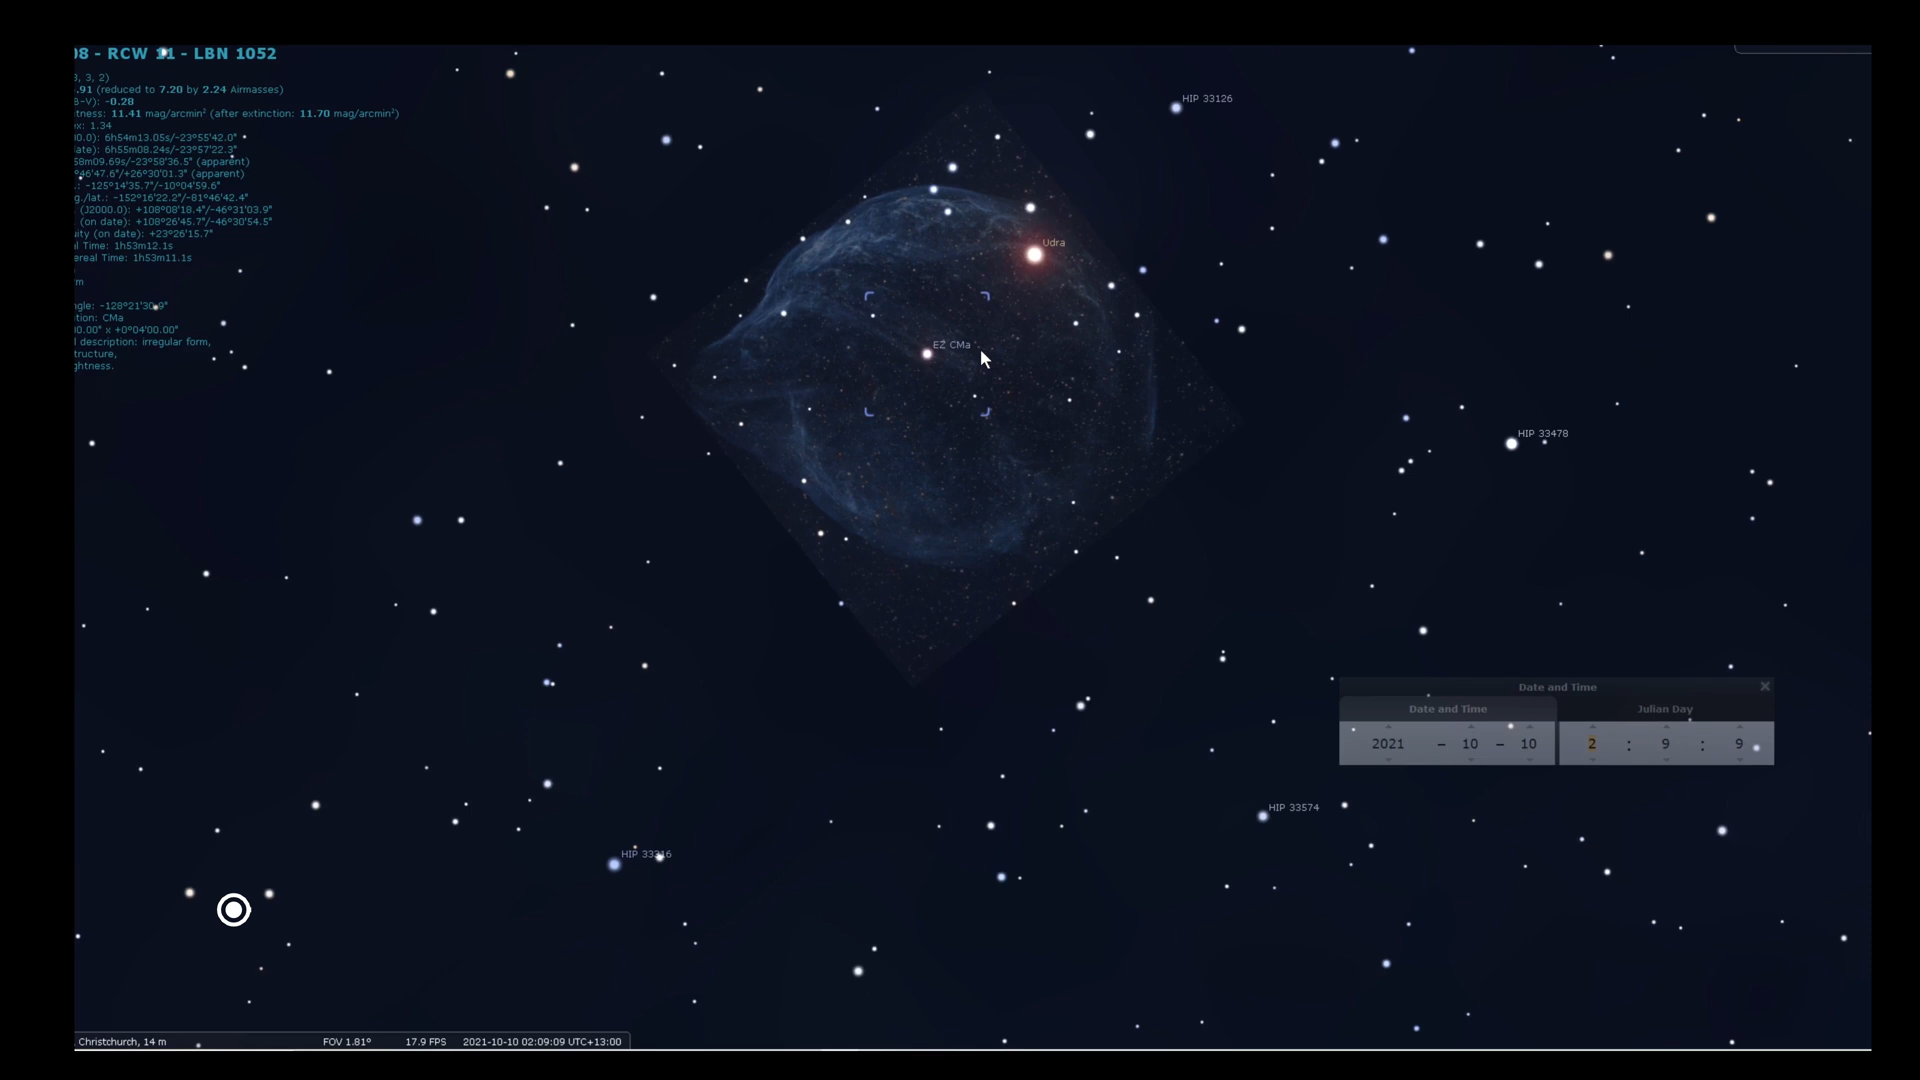 08 - RCW 11 - LBN 1052
3, 3, 2)
.91 (reduced to 7.20 by 2.24 Airmasses)
B-V): -0.28
tness: 11.41 mag/arcmin² (after extinction: 11.70 mag/arcmin²)
x: 1.34
00.0): 6h54m13.05s/-23°55'42.0"
ate): 6h55m08.24s/-23°57'22.3"
58m09.69s/-23°58'36.5" (apparent)
°46'47.6"/+26°30'01.3" (apparent)
.: -125°14'35.7"/-10°04'59.6"
g./lat.: -152°16'22.2"/-81°46'42.4"
(J2000.0): +108°08'18.4"/-46°31'03.9"
(on date): +108°26'45.7"/-46°30'54.5"
uity (on date): +23°26'15.7"
l Time: 1h53m12.1s
ereal Time: 1h53m11.1s
m
ngle: -128°21'30.9"
tion: CMa
00.00" x +0°04'00.00"
l description: irregular form,
tructure,
ghtness.
HIP 33126
Udra
EZ CMa
HIP 33478
Date and Time
Date and Time Julian Day
2021 - 10 - 10 2 : 9 : 9
HIP 33574
HIP 33316
Christchurch, 14 m FOV 1.81° 17.9 FPS 2021-10-10 02:09:09 UTC+13:00